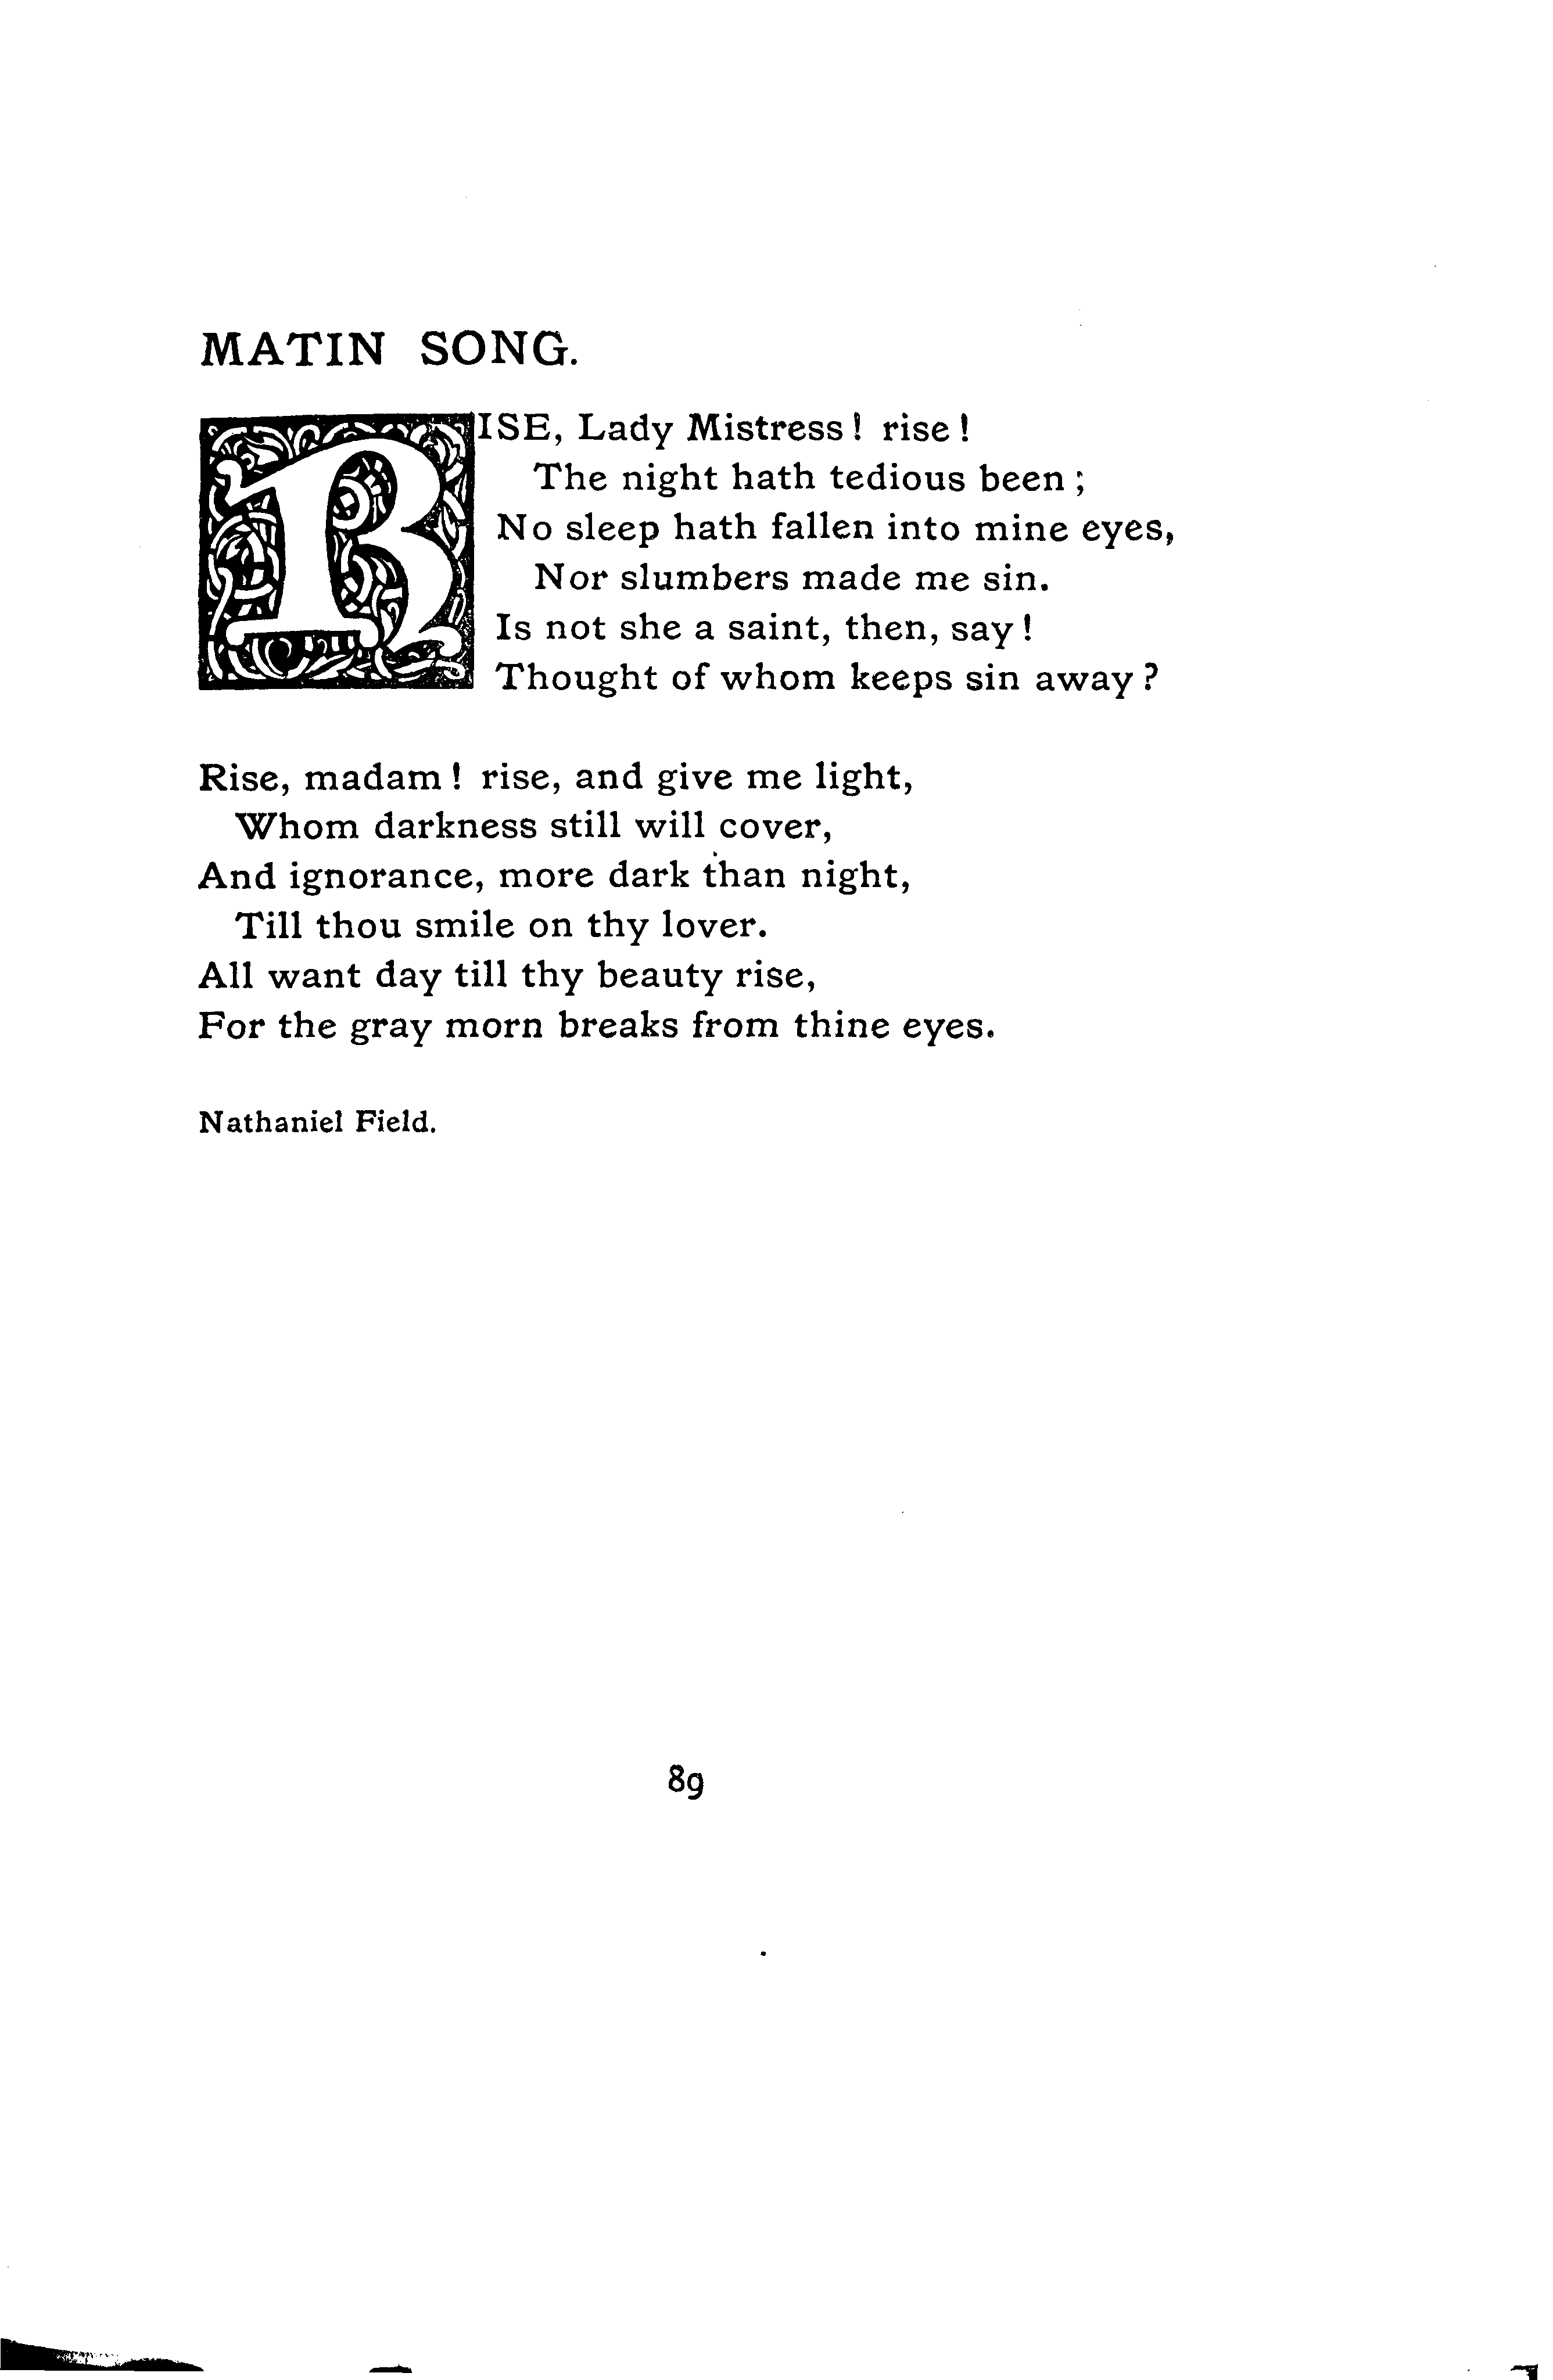 MATIN SONG.
RISE, Lady Mistress! rise!
The night hath tedious been;
No sleep hath fallen into mine eyes,
Nor slumbers made me sin.
Is not she a saint, then, say!
Thought of whom keeps sin away?
Rise, madam! rise, and give me light,
Whom darkness still will cover,
And ignorance, more dark than night,
Till thou smile on thy lover.
All want day till thy beauty rise,
For the gray morn breaks from thine eyes.
Nathaniel Field.
89